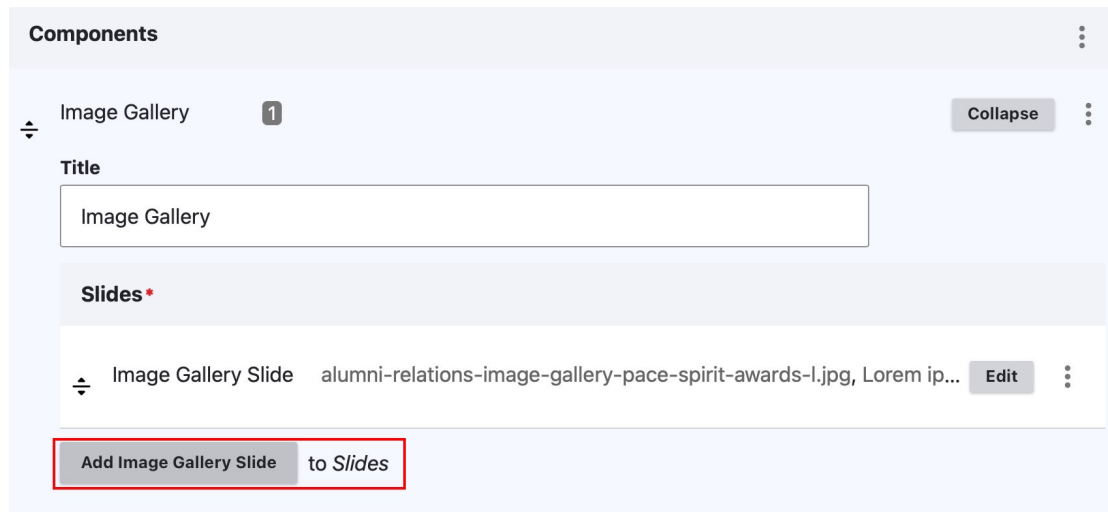 Components
Image Gallery 1 Collapse
Title
Image Gallery
Slides*
Image Gallery Slide alumni-relations-image-gallery-pace-spirit-awards-l.jpg, Lorem ip... Edit
Add Image Gallery Slide to Slides